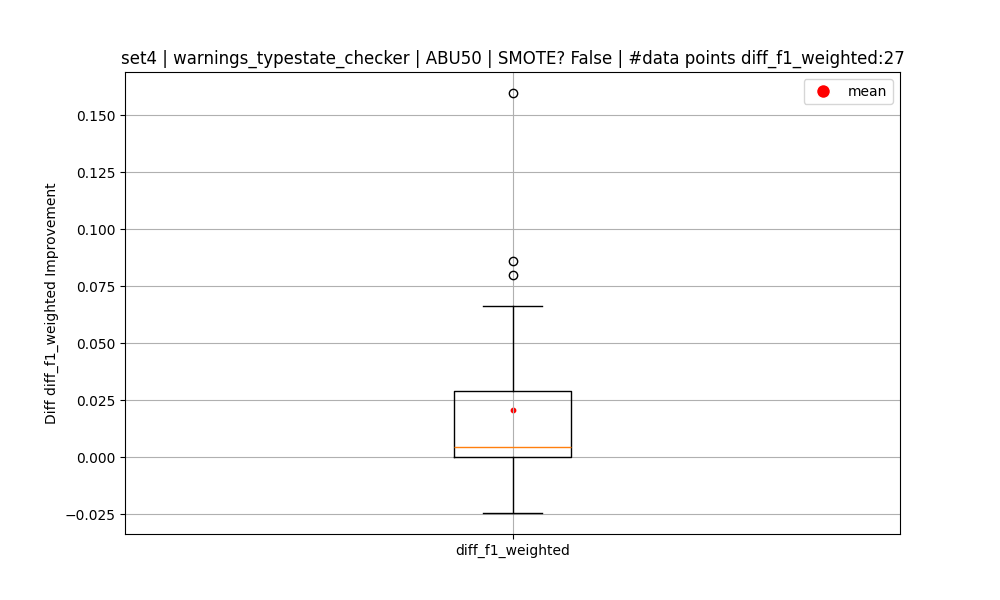 set4 | warnings_typestate_checker | ABU50 | SMOTE? False | #data points diff_f1_weighted:27
mean
0.150
0.125
0.100
0.075
0.050
0.025
0.000
−0.025
Diff diff_f1_weighted Improvement
diff_f1_weighted